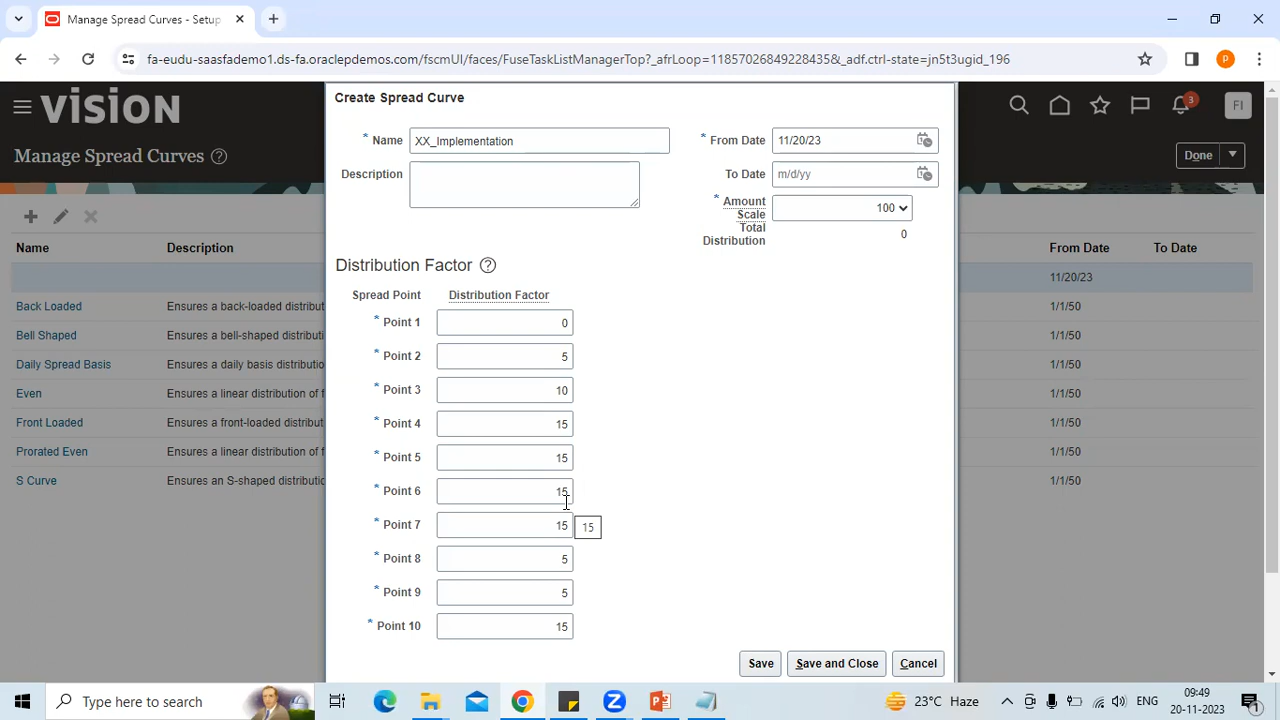 Manage Spread Curves - Setup
fa-eudu-saasfademo1.ds-fa.oraclepdemos.com/fscmUI/faces/FuseTaskListManagerTop?_afrLoop=11857026849228435&_adf.ctrl-state=jn5t3ugid_196
P
VISION
3
FI
Manage Spread Curves
Done
Name Description From Date To Date
11/20/23
Back Loaded Ensures a back-loaded distribut 1/1/50
Bell Shaped Ensures a bell-shaped distributi 1/1/50
Daily Spread Basis Ensures a daily basis distributio 1/1/50
Even Ensures a linear distribution of f 1/1/50
Front Loaded Ensures a front-loaded distribut 1/1/50
Prorated Even Ensures a linear distribution of f 1/1/50
S Curve Ensures an S-shaped distributi 1/1/50
Create Spread Curve
* Name XX_Implementation
* From Date 11/20/23
Description
To Date m/d/yy
* Amount Scale 100
Total Distribution 0
Distribution Factor
Spread Point Distribution Factor
* Point 1 0
* Point 2 5
* Point 3 10
* Point 4 15
* Point 5 15
* Point 6 15
* Point 7 15
15
* Point 8 5
* Point 9 5
* Point 10 15
Save Save and Close Cancel
Type here to search
23°C Haze
ENG
09:49
20-11-2023
1